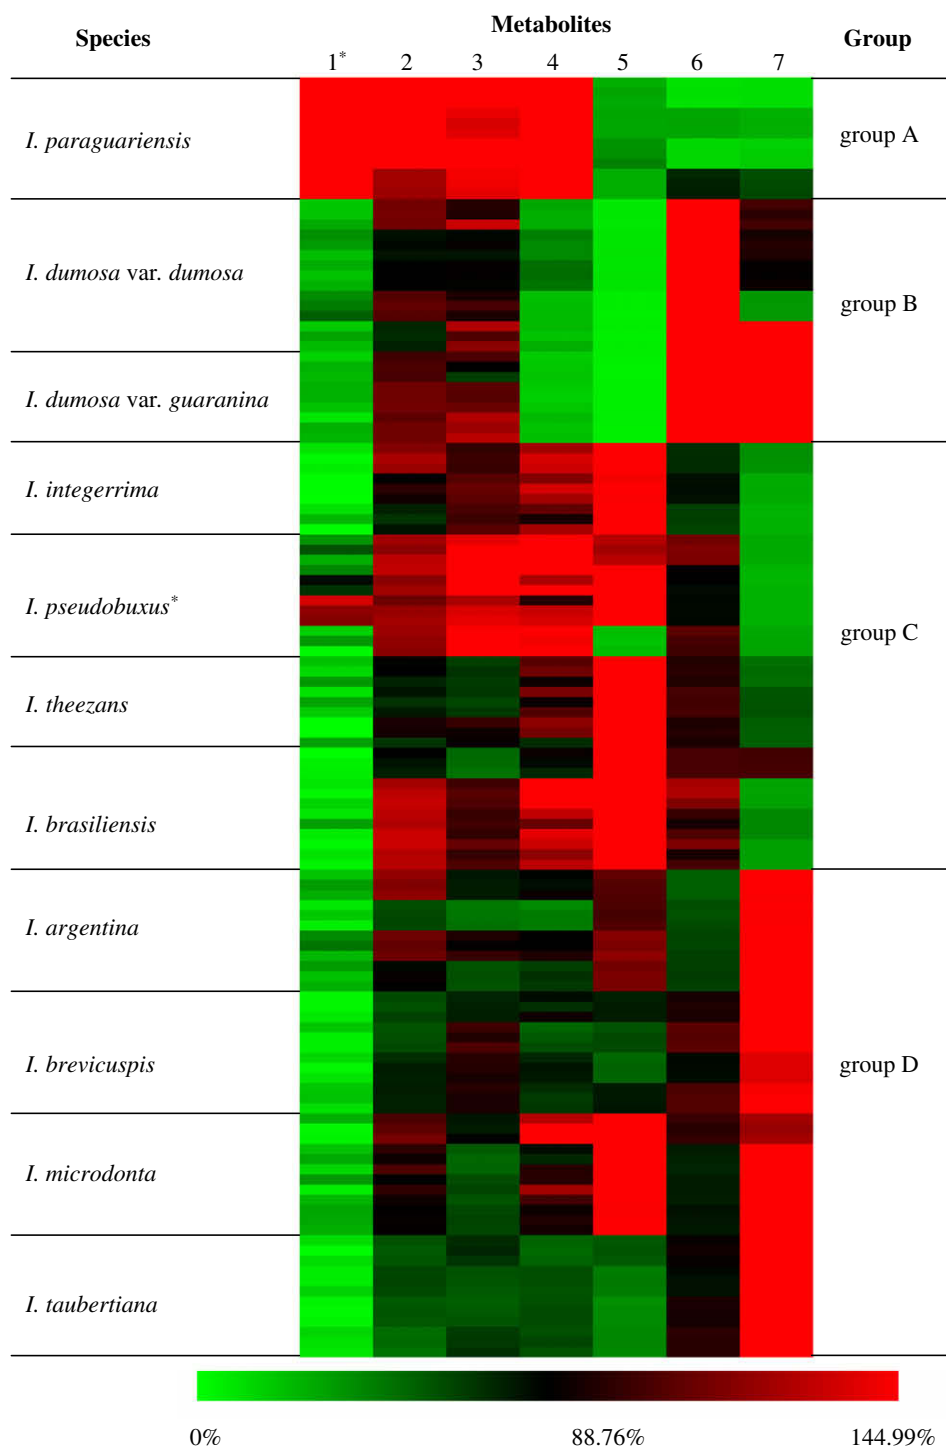 Species Metabolites Group
1* 2 3 4 5 6 7
I. paraguariensis group A
I. dumosa var. dumosa
group B
I. dumosa var. guaranina
I. integerrima
I. pseudobuxus*
group C
I. theezans
I. brasiliensis
I. argentina
I. brevicuspis group D
I. microdonta
I. taubertiana
0% 88.76% 144.99%